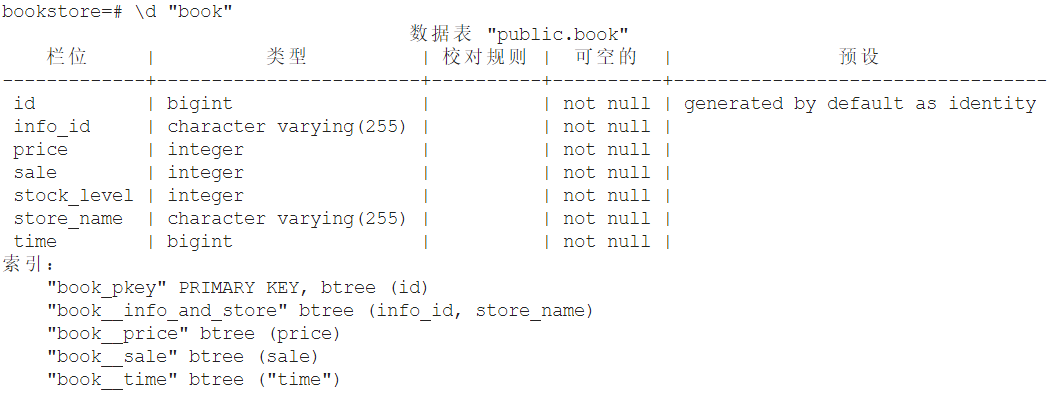 bookstore=# \d "book"
数据表 "public.book"
栏位 | 类型 | 校对规则 | 可空的 | 预设
-------------+------------------------+----------+----------+----------------------------------
id | bigint | | not null | generated by default as identity
info_id | character varying(255) | | not null |
price | integer | | not null |
sale | integer | | not null |
stock_level | integer | | not null |
store_name | character varying(255) | | not null |
time | bigint | | not null |
索引:
"book_pkey" PRIMARY KEY, btree (id)
"book__info_and_store" btree (info_id, store_name)
"book__price" btree (price)
"book__sale" btree (sale)
"book__time" btree ("time")